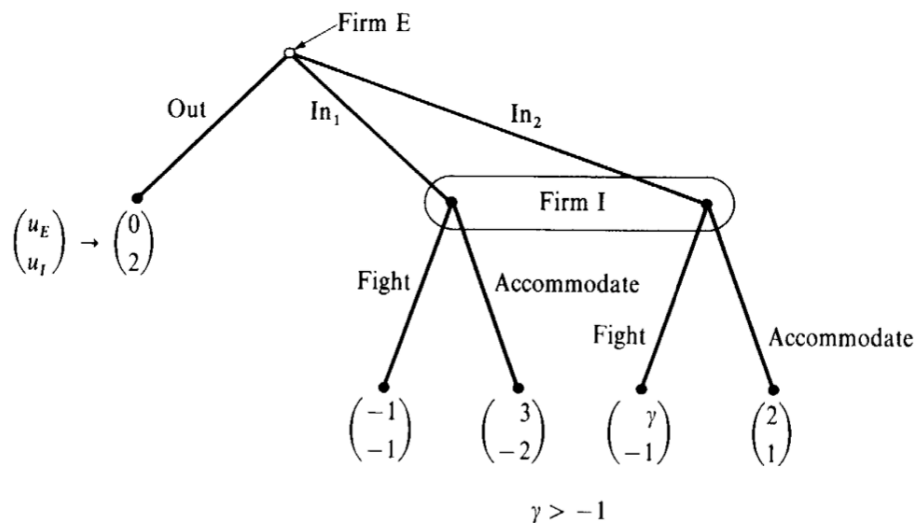 Firm E
Out
In₁
In₂
Firm I
(u_E u_I) → (0 2)
Fight
Accommodate
Fight
Accommodate
(-1 -1)
(3 -2)
(γ -1)
(2 1)
γ > -1